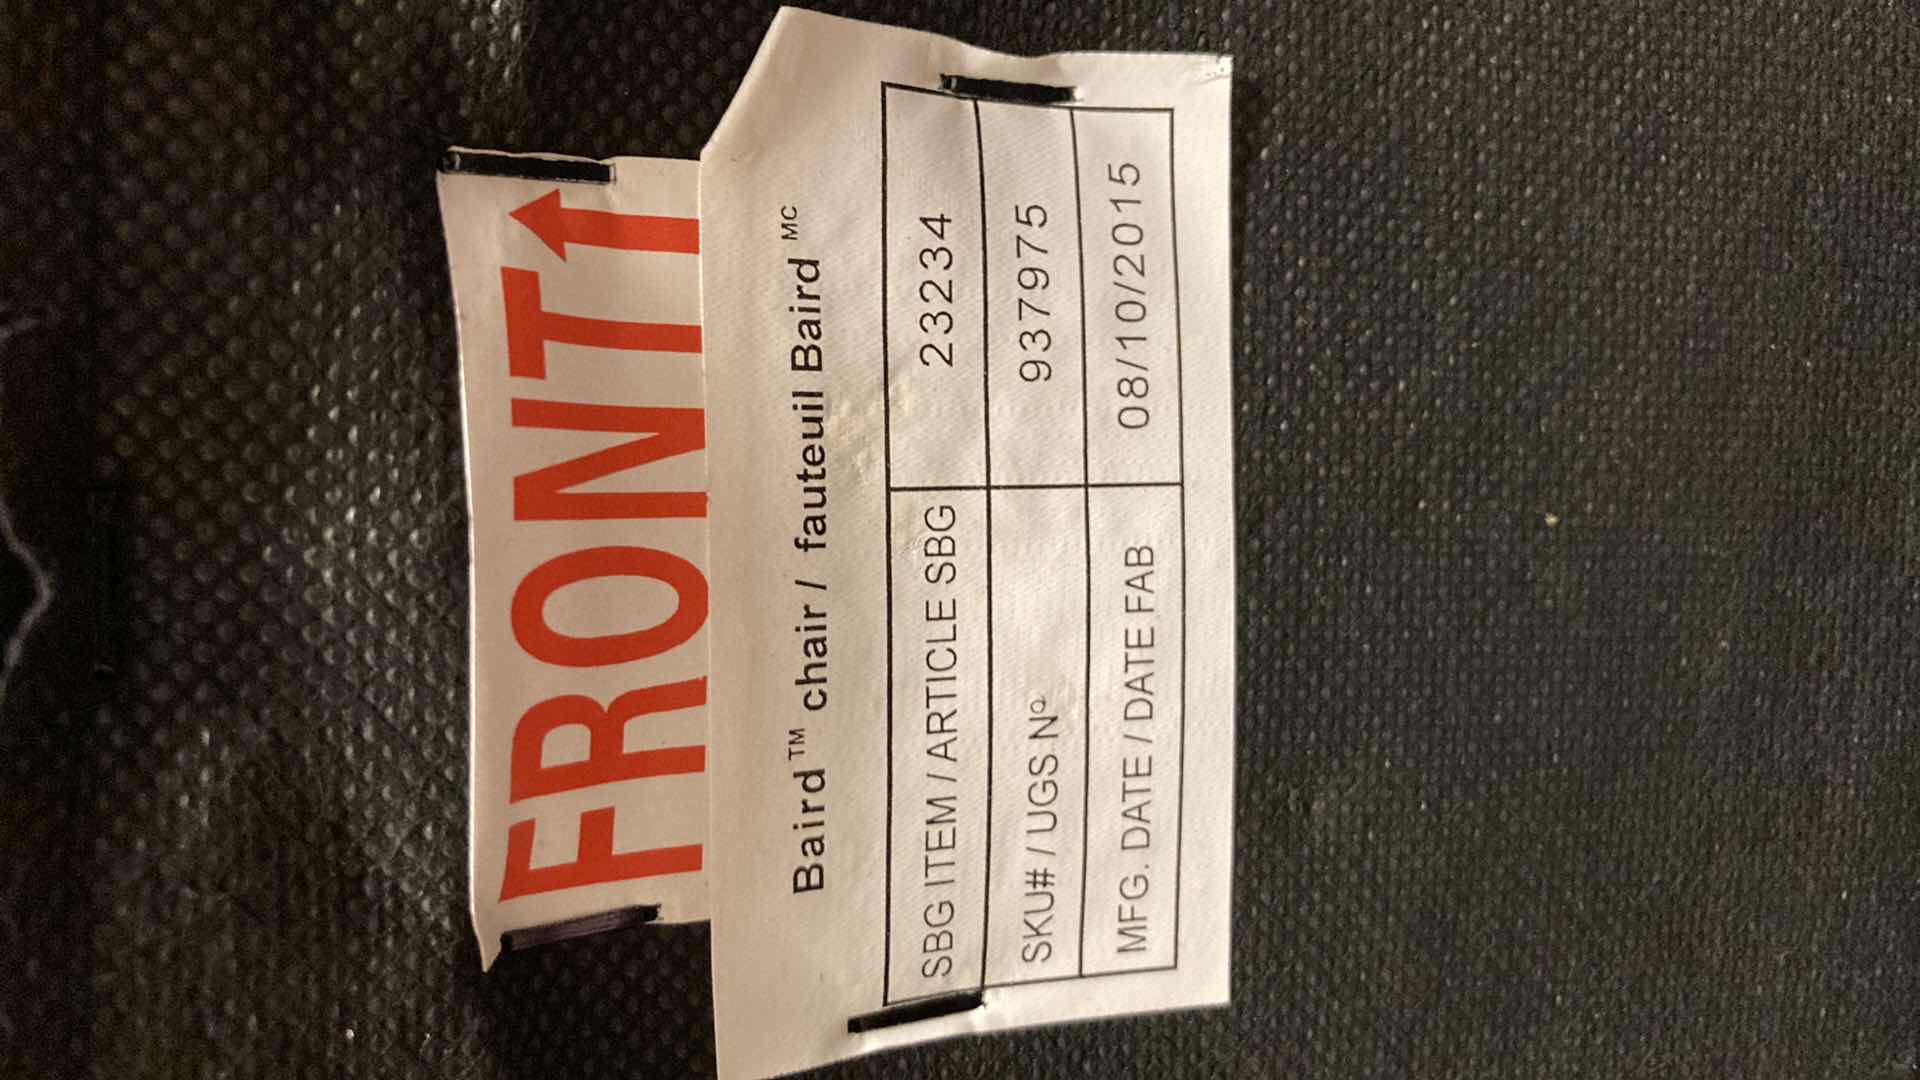 FRONT
Baird™ chair / fauteuil Baird ᴹᶜ
SBG ITEM / ARTICLE SBG 23234
SKU# / UGS Nº 937975
MFG. DATE / DATE FAB 08/10/2015